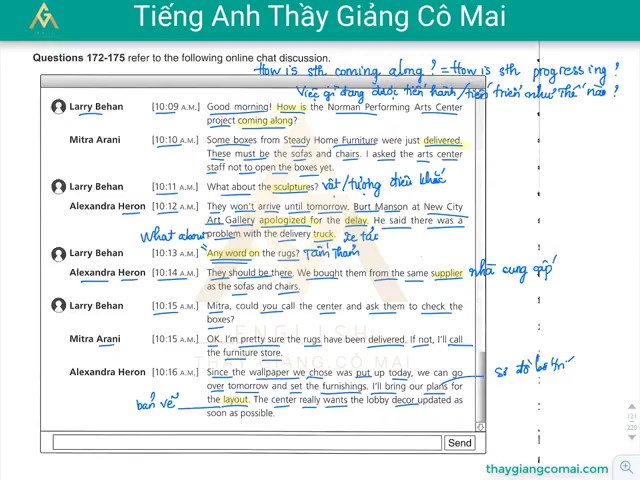 Tiếng Anh Thầy Giảng Cô Mai
Questions 172-175 refer to the following online chat discussion.
How is sth coming along? = How is sth progressing?
Việc gì đang được tiến hành/tiến triển như thế nào?
Larry Behan [10:09 A.M.] Good morning! How is the Norman Performing Arts Center
project coming along?
Mitra Arani [10:10 A.M.] Some boxes from Steady Home Furniture were just delivered.
These must be the sofas and chairs. I asked the arts center
staff not to open the boxes yet.
Larry Behan [10:11 A.M.] What about the sculptures? vật/tượng điêu khắc
Alexandra Heron [10:12 A.M.] They won't arrive until tomorrow. Burt Manson at New City
Art Gallery apologized for the delay. He said there was a
problem with the delivery truck. xe tải
What about
Larry Behan [10:13 A.M.] Any word on the rugs? Tấm thảm
Alexandra Heron [10:14 A.M.] They should be there. We bought them from the same supplier nhà cung cấp
as the sofas and chairs.
Larry Behan [10:15 A.M.] Mitra, could you call the center and ask them to check the
boxes?
Mitra Arani [10:15 A.M.] OK. I'm pretty sure the rugs have been delivered. If not, I'll call
the furniture store.
Alexandra Heron [10:16 A.M.] Since the wallpaper we chose was put up today, we can go
over tomorrow and set the furnishings. I'll bring our plans for
sơ đồ bố trí
bản vẽ
the layout. The center really wants the lobby decor updated as
soon as possible.
ENGLISH
THAY GIANG CO MAI
Send
121
220
thaygiangcomai.com